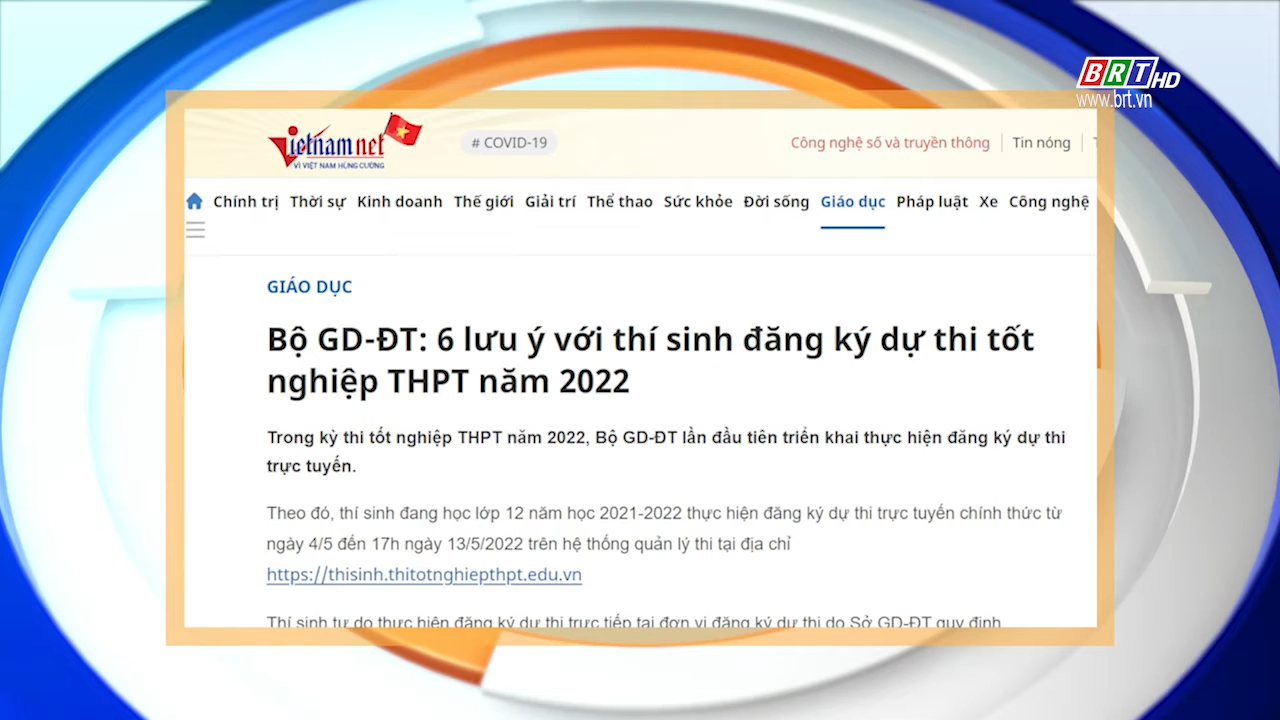 BRT HD
www.brt.vn
Vietnamnet
VÌ VIỆT NAM HÙNG CƯỜNG
# COVID-19
Công nghệ số và truyền thông
Tin nóng
Chính trị Thời sự Kinh doanh Thế giới Giải trí Thể thao Sức khỏe Đời sống Giáo dục Pháp luật Xe Công nghệ
GIÁO DỤC
Bộ GD-ĐT: 6 lưu ý với thí sinh đăng ký dự thi tốt
nghiệp THPT năm 2022
Trong kỳ thi tốt nghiệp THPT năm 2022, Bộ GD-ĐT lần đầu tiên triển khai thực hiện đăng ký dự thi
trực tuyến.
Theo đó, thí sinh đang học lớp 12 năm học 2021-2022 thực hiện đăng ký dự thi trực tuyến chính thức từ
ngày 4/5 đến 17h ngày 13/5/2022 trên hệ thống quản lý thi tại địa chỉ
https://thisinh.thitotnghiepthpt.edu.vn
Thí sinh tự do thực hiện đăng ký dự thi trực tiếp tại đơn vị đăng ký dự thi do Sở GD-ĐT quy định